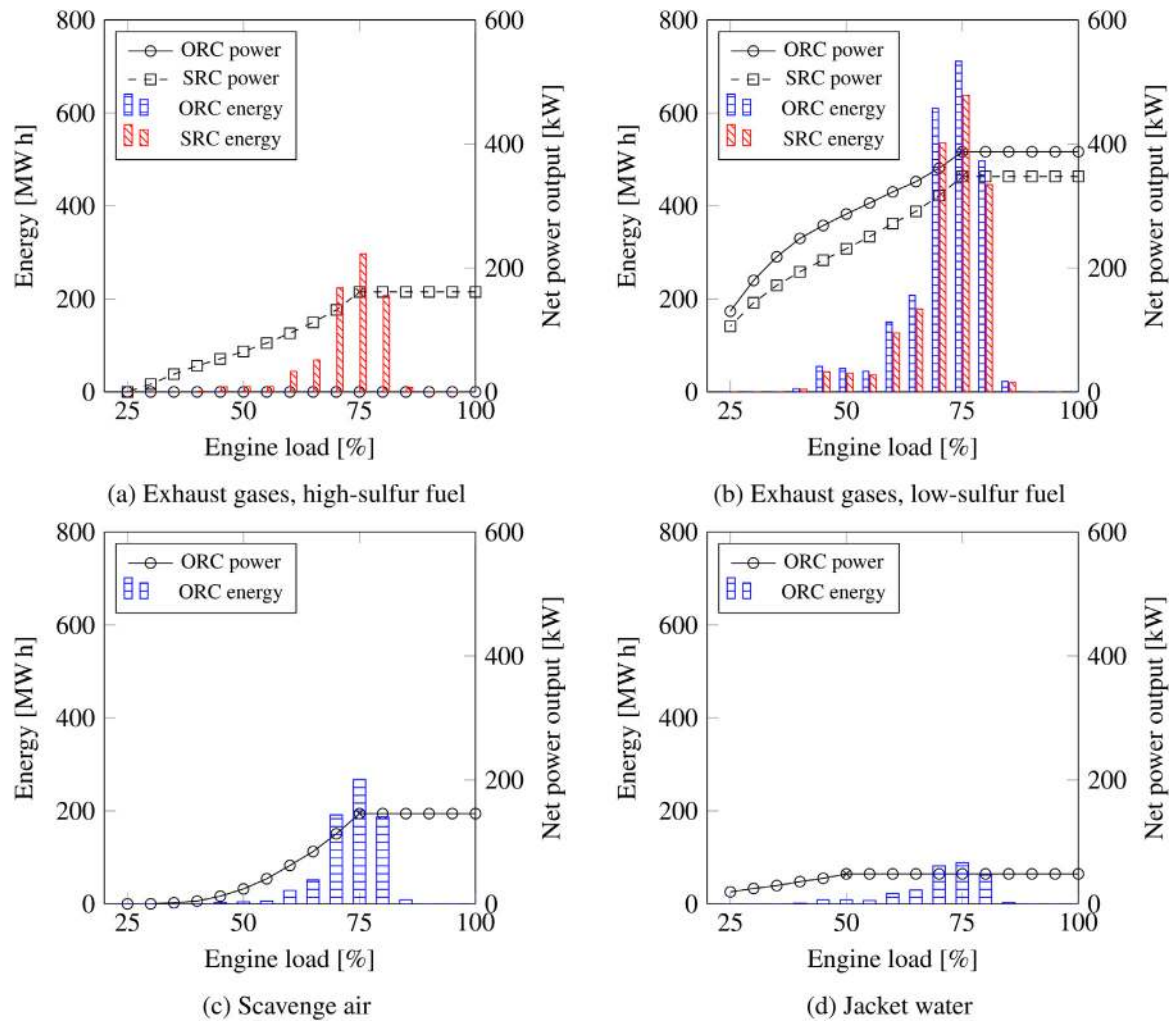 800
600
400
200
0
Energy [MW h]
600
400
200
0
Net power output [kW]
ORC power
SRC power
ORC energy
SRC energy
25 50 75 100
Engine load [%]
(a) Exhaust gases, high-sulfur fuel
800
600
400
200
0
Energy [MW h]
600
400
200
0
Net power output [kW]
ORC power
SRC power
ORC energy
SRC energy
25 50 75 100
Engine load [%]
(b) Exhaust gases, low-sulfur fuel
800
600
400
200
0
Energy [MW h]
600
400
200
0
Net power output [kW]
ORC power
ORC energy
25 50 75 100
Engine load [%]
(c) Scavenge air
800
600
400
200
0
Energy [MW h]
600
400
200
0
Net power output [kW]
ORC power
ORC energy
25 50 75 100
Engine load [%]
(d) Jacket water